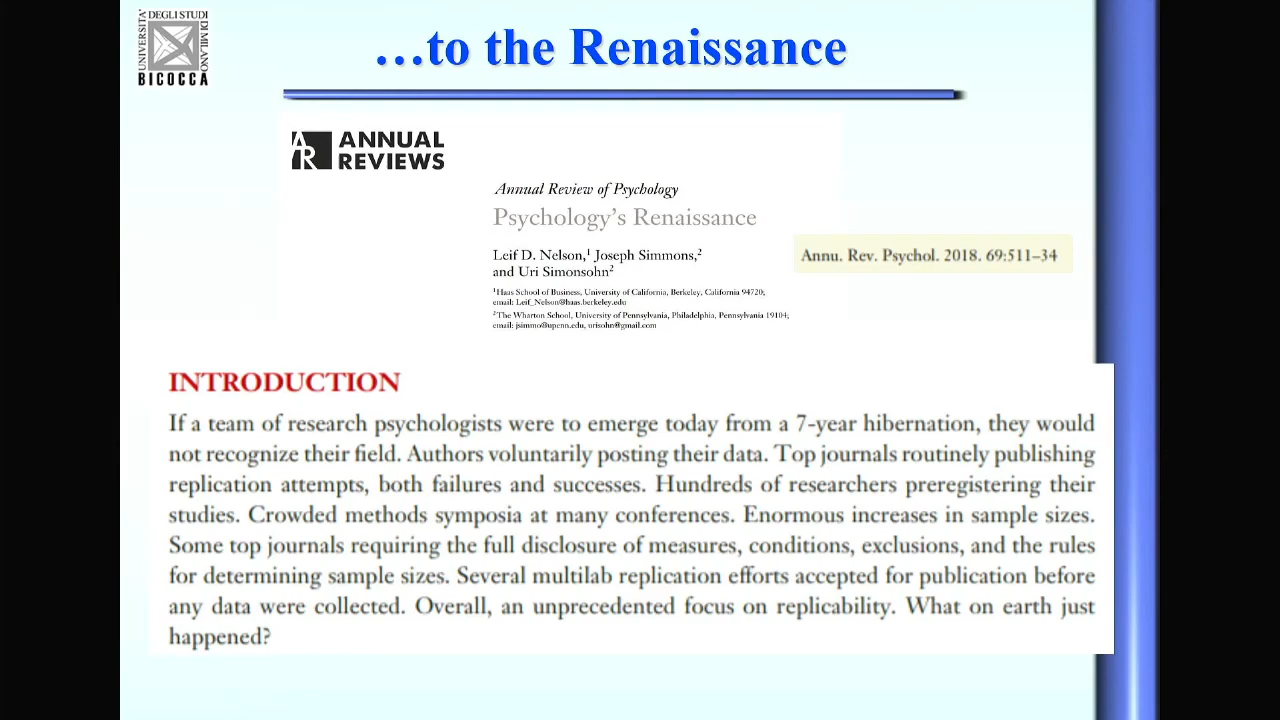 UNIVERSITA' DEGLI STUDI DI MILANO
BICOCCA
…to the Renaissance
AR ANNUAL
REVIEWS
Annual Review of Psychology
Psychology's Renaissance
Leif D. Nelson,¹ Joseph Simmons,²
and Uri Simonsohn²
Annu. Rev. Psychol. 2018. 69:511–34
¹Haas School of Business, University of California, Berkeley, California 94720;
email: Leif_Nelson@haas.berkeley.edu
²The Wharton School, University of Pennsylvania, Philadelphia, Pennsylvania 19104;
email: jsimmo@upenn.edu, urisohn@gmail.com
INTRODUCTION
If a team of research psychologists were to emerge today from a 7-year hibernation, they would
not recognize their field. Authors voluntarily posting their data. Top journals routinely publishing
replication attempts, both failures and successes. Hundreds of researchers preregistering their
studies. Crowded methods symposia at many conferences. Enormous increases in sample sizes.
Some top journals requiring the full disclosure of measures, conditions, exclusions, and the rules
for determining sample sizes. Several multilab replication efforts accepted for publication before
any data were collected. Overall, an unprecedented focus on replicability. What on earth just
happened?